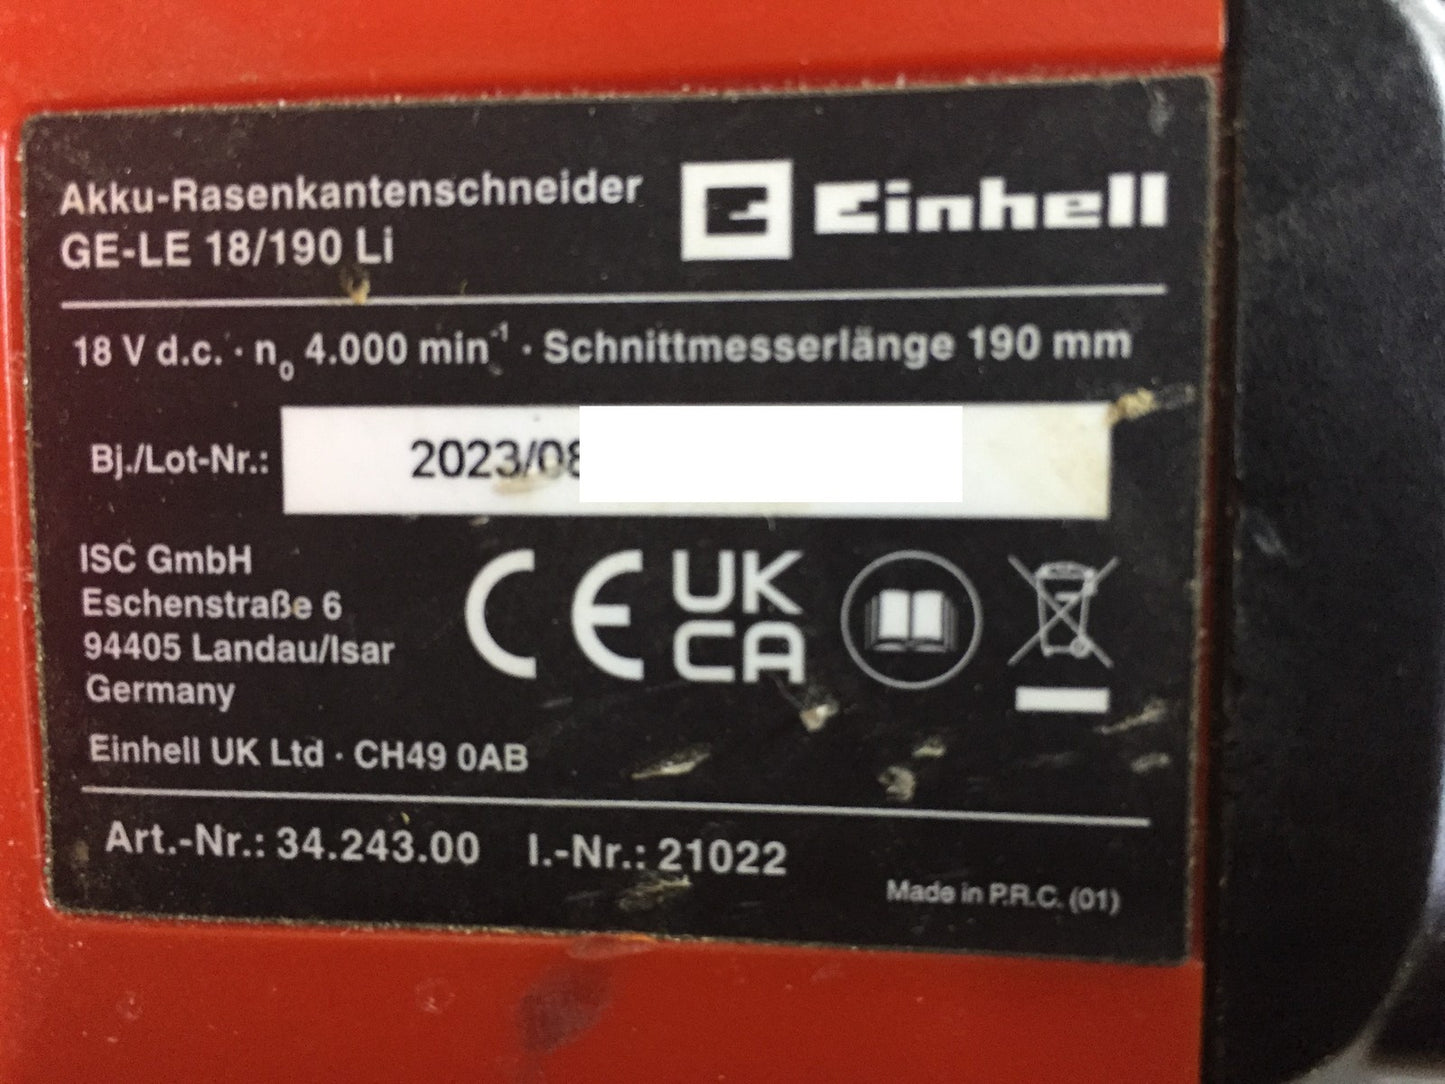 Akku-Rasenkantenschneider
GE-LE 18/190 Li
Einhell
18 V d.c. · n₀ 4.000 min⁻¹ · Schnittmesserlänge 190 mm
Bj./Lot-Nr.: 2023/08
ISC GmbH
Eschenstraße 6
94405 Landau/Isar
Germany
CE UK CA
Einhell UK Ltd · CH49 0AB
Art.-Nr.: 34.243.00 I.-Nr.: 21022
Made in P.R.C. (01)